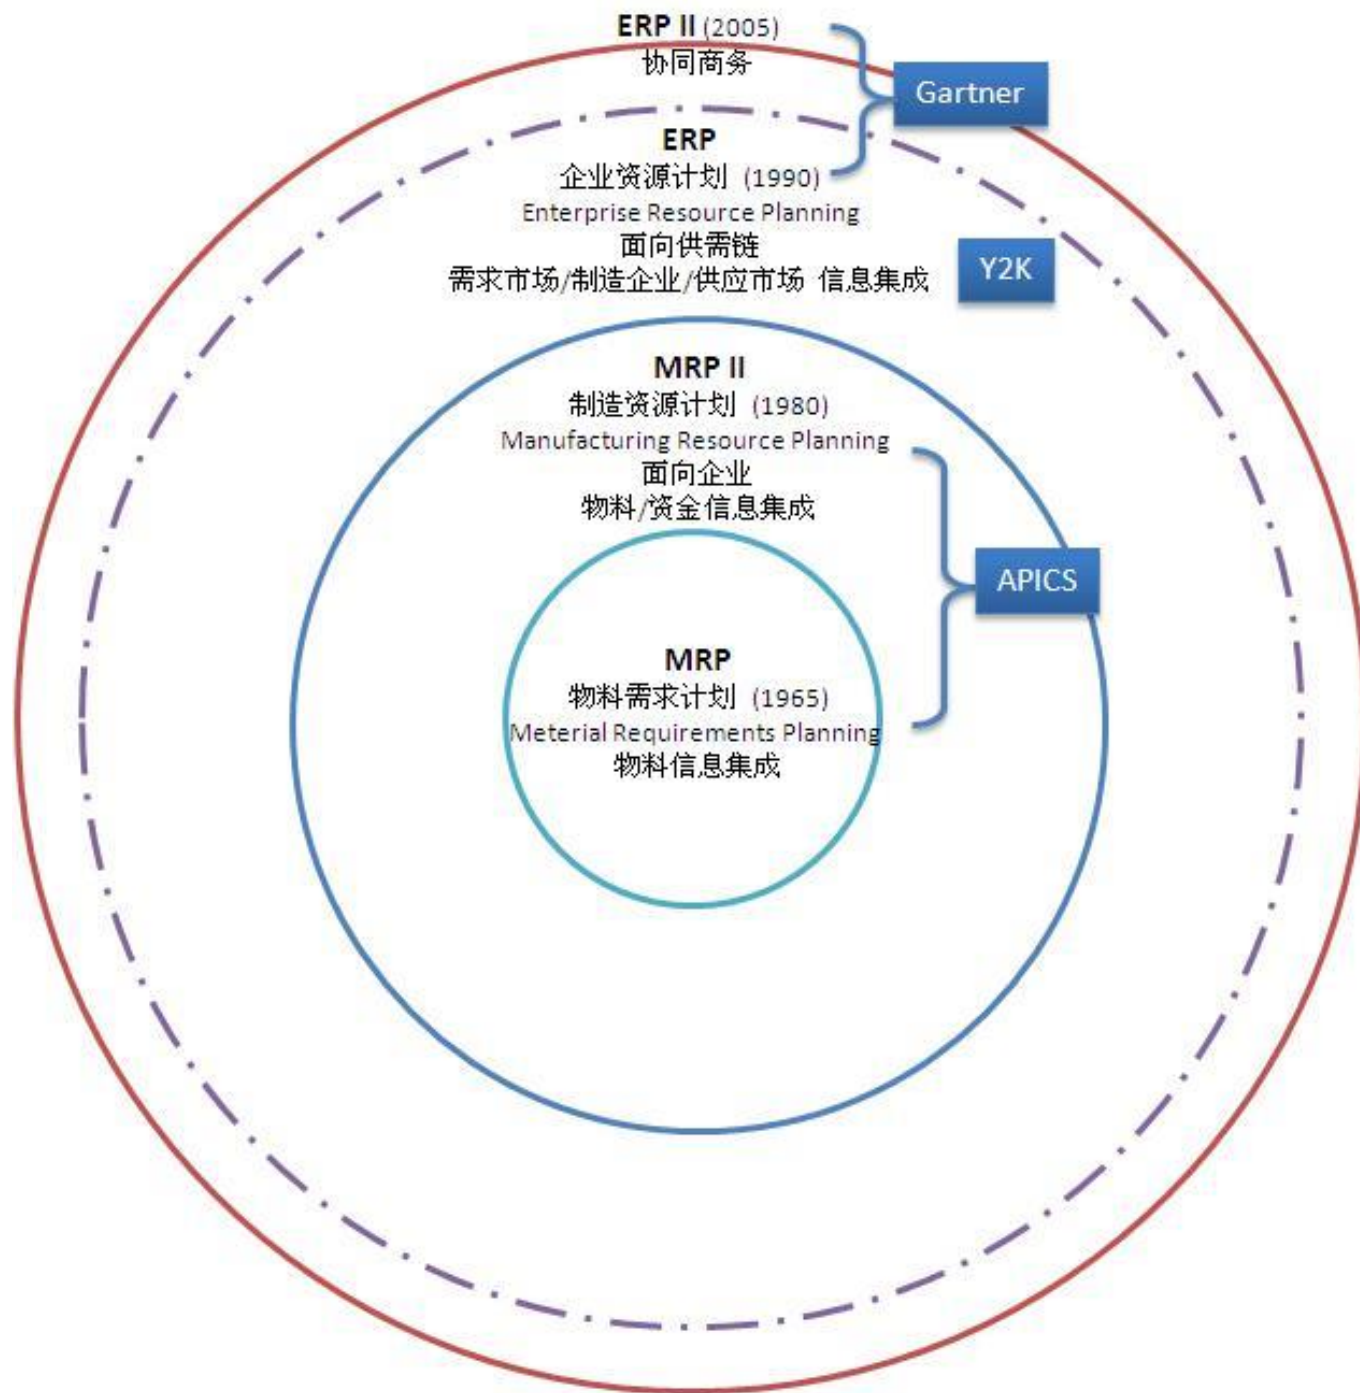 ERP II (2005)
协同商务
Gartner
ERP
企业资源计划 (1990)
Enterprise Resource Planning
面向供需链
需求市场/制造企业/供应市场 信息集成
Y2K
MRP II
制造资源计划 (1980)
Manufacturing Resource Planning
面向企业
物料/资金信息集成
APICS
MRP
物料需求计划 (1965)
Meterial Requirements Planning
物料信息集成